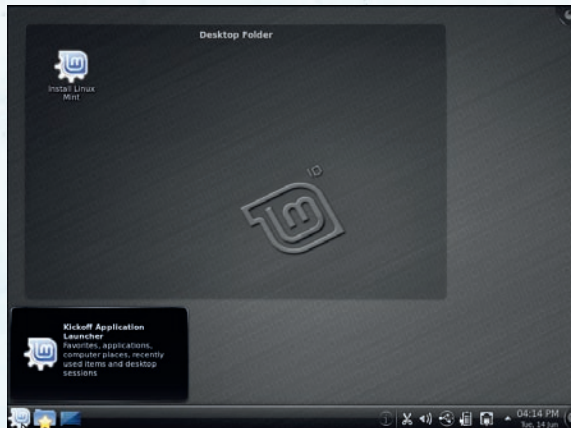 Desktop Folder
Install Linux
Mint
10
Kickoff Application
Launcher
Favorites, applications,
computer places, recently
used items and desktop
sessions
04:14 PM
Tue, 14 Jun